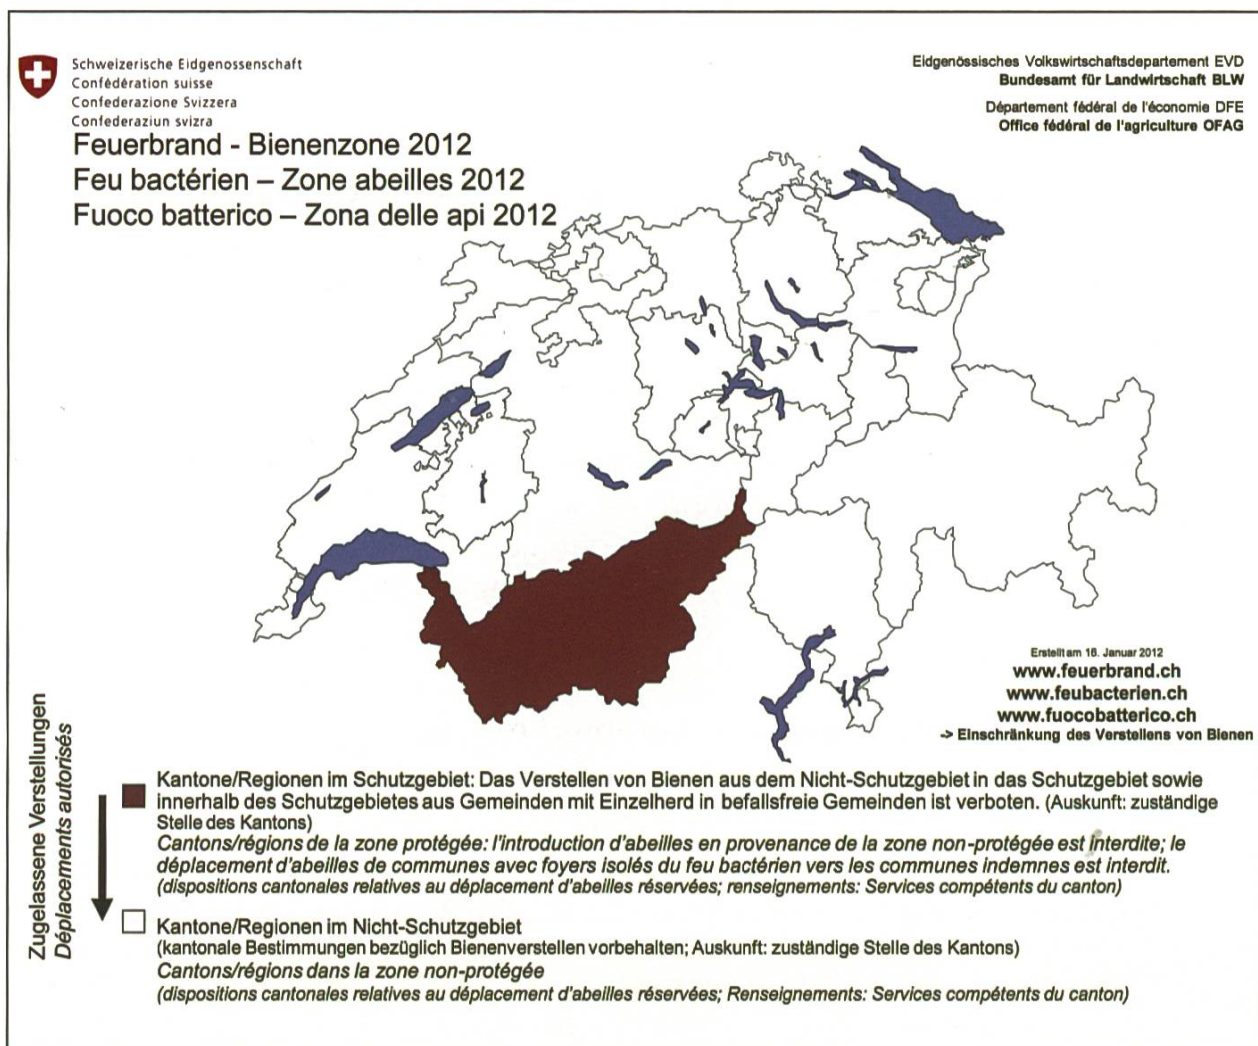 Schweizerische Eidgenossenschaft
Confédération suisse
Confederazione Svizzera
Confederaziun svizra
Eidgenössisches Volkswirtschaftsdepartement EVD
Bundesamt für Landwirtschaft BLW
Département fédéral de l'économie DFE
Office fédéral de l'agriculture OFAG
Feuerbrand - Bienenzone 2012
Feu bactérien – Zone abeilles 2012
Fuoco batterico – Zona delle api 2012
Erstellt am 16. Januar 2012
www.feuerbrand.ch
www.feubacterien.ch
www.fuocobatterico.ch
-> Einschränkung des Verstellens von Bienen
Zugelassene Verstellungen
Déplacements autorisés
Kantone/Regionen im Schutzgebiet: Das Verstellen von Bienen aus dem Nicht-Schutzgebiet in das Schutzgebiet sowie
innerhalb des Schutzgebietes aus Gemeinden mit Einzelherd in befallsfreie Gemeinden ist verboten. (Auskunft: zuständige
Stelle des Kantons)
Cantons/régions de la zone protégée: l'introduction d'abeilles en provenance de la zone non-protégée est interdite; le
déplacement d'abeilles de communes avec foyers isolés du feu bactérien vers les communes indemnes est interdit.
(dispositions cantonales relatives au déplacement d'abeilles réservées; renseignements: Services compétents du canton)
Kantone/Regionen im Nicht-Schutzgebiet
(kantonale Bestimmungen bezüglich Bienenverstellen vorbehalten; Auskunft: zuständige Stelle des Kantons)
Cantons/régions dans la zone non-protégée
(dispositions cantonales relatives au déplacement d'abeilles réservées; Renseignements: Services compétents du canton)